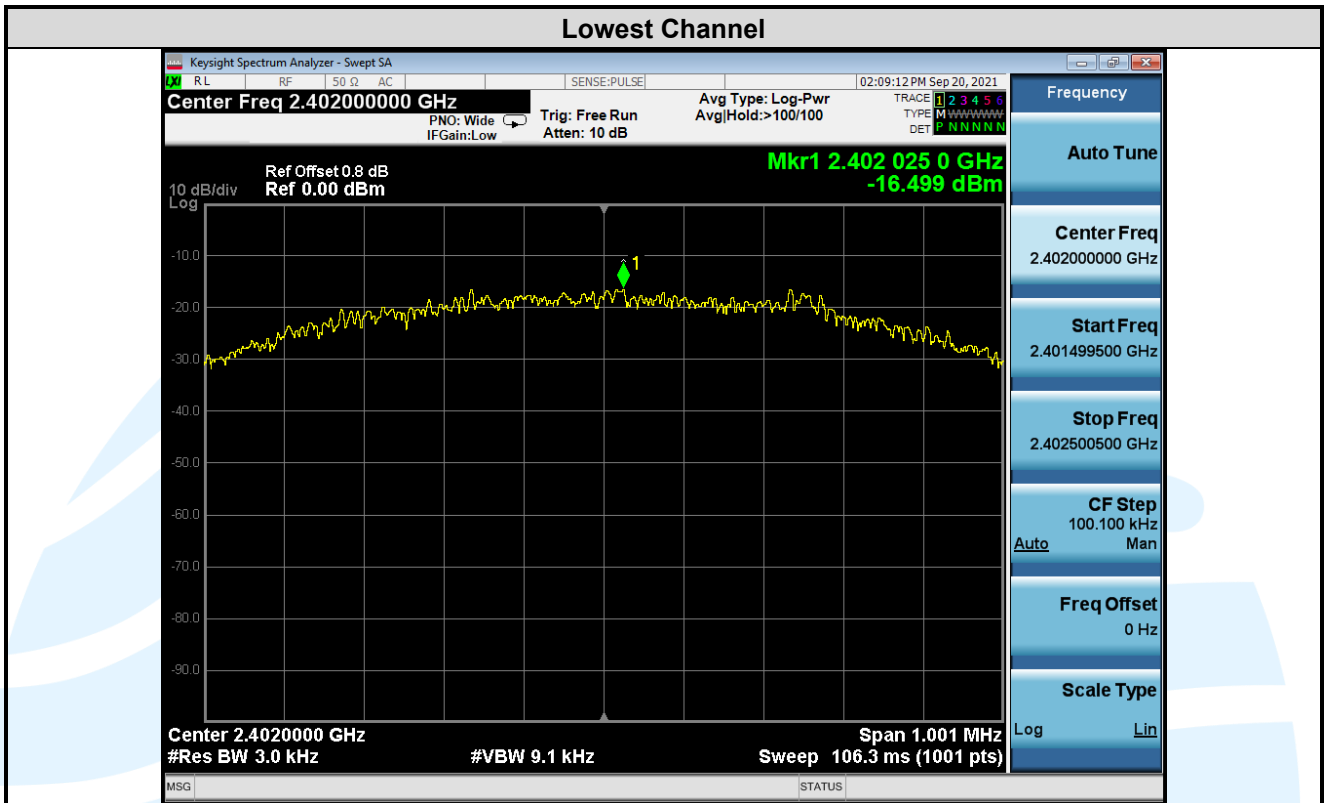 Lowest Channel
Keysight Spectrum Analyzer - Swept SA
LXI RL RF 50 Ω AC SENSE:PULSE 02:09:12 PM Sep 20, 2021
Center Freq 2.402000000 GHz
PNO: Wide
IFGain:Low
Trig: Free Run
Atten: 10 dB
Avg Type: Log-Pwr
Avg|Hold:>100/100
TRACE 1 2 3 4 5 6
TYPE M WWWWW
DET P N N N N N
Mkr1 2.402 025 0 GHz
-16.499 dBm
Ref Offset 0.8 dB
10 dB/div Ref 0.00 dBm
Log
1
-10.0
-20.0
-30.0
-40.0
-50.0
-60.0
-70.0
-80.0
-90.0
Center 2.4020000 GHz Span 1.001 MHz
#Res BW 3.0 kHz #VBW 9.1 kHz Sweep 106.3 ms (1001 pts)
MSG STATUS
Frequency
Auto Tune
Center Freq
2.402000000 GHz
Start Freq
2.401499500 GHz
Stop Freq
2.402500500 GHz
CF Step
100.100 kHz
Auto Man
Freq Offset
0 Hz
Scale Type
Log Lin